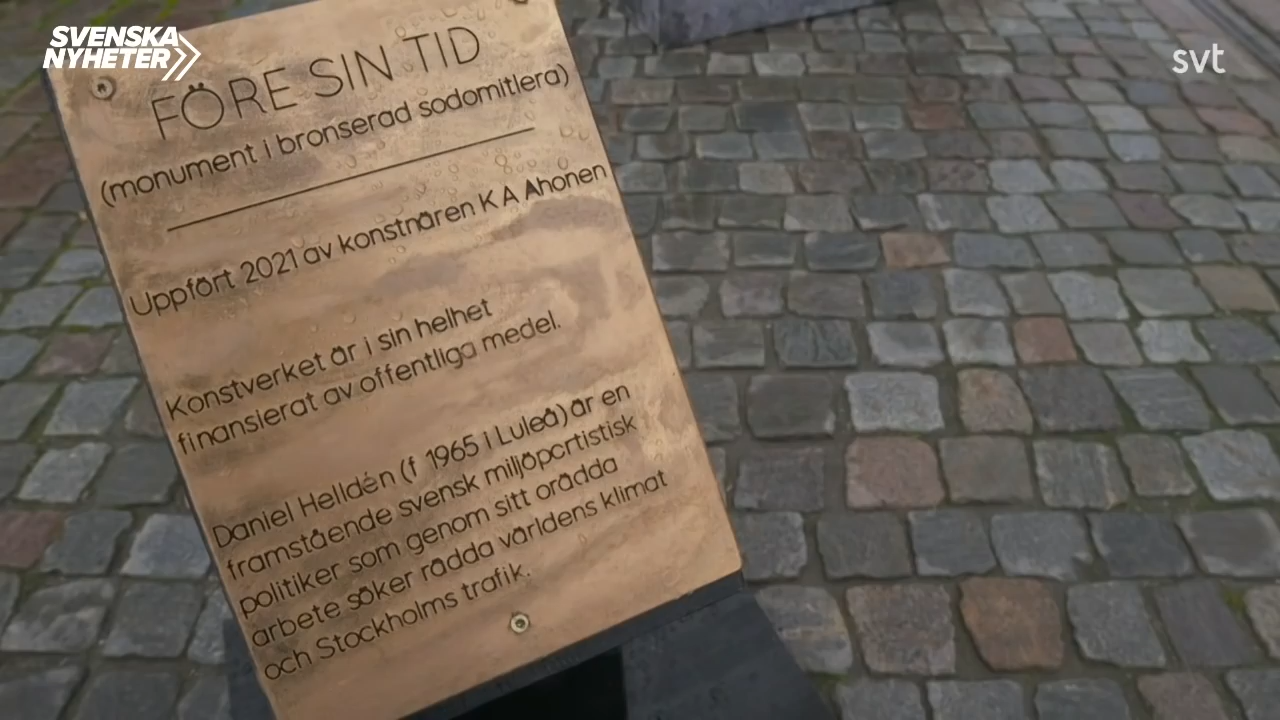 SVENSKA
NYHETER
svt
FÖRE SIN TID
(monument i bronserad sodomitlera)
Uppfört 2021 av konstnären K A Ahonen
Konstverket är i sin helhet
finansierat av offentliga medel.
Daniel Helldén (f 1965 i Luleå) är en
framstående svensk miljöpartistisk
politiker som genom sitt orädda
arbete söker rädda världens klimat
och Stockholms trafik.